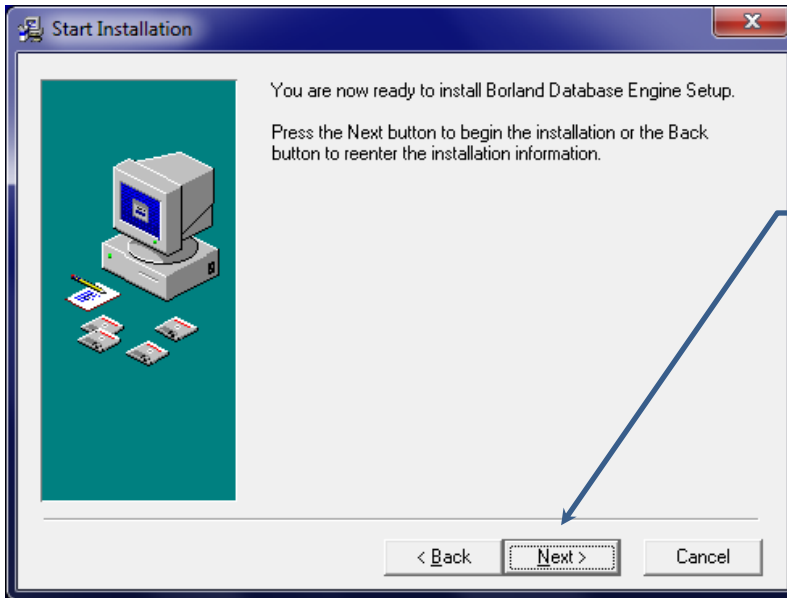 Start Installation
You are now ready to install Borland Database Engine Setup.
Press the Next button to begin the installation or the Back
button to reenter the installation information.
< Back
Next >
Cancel